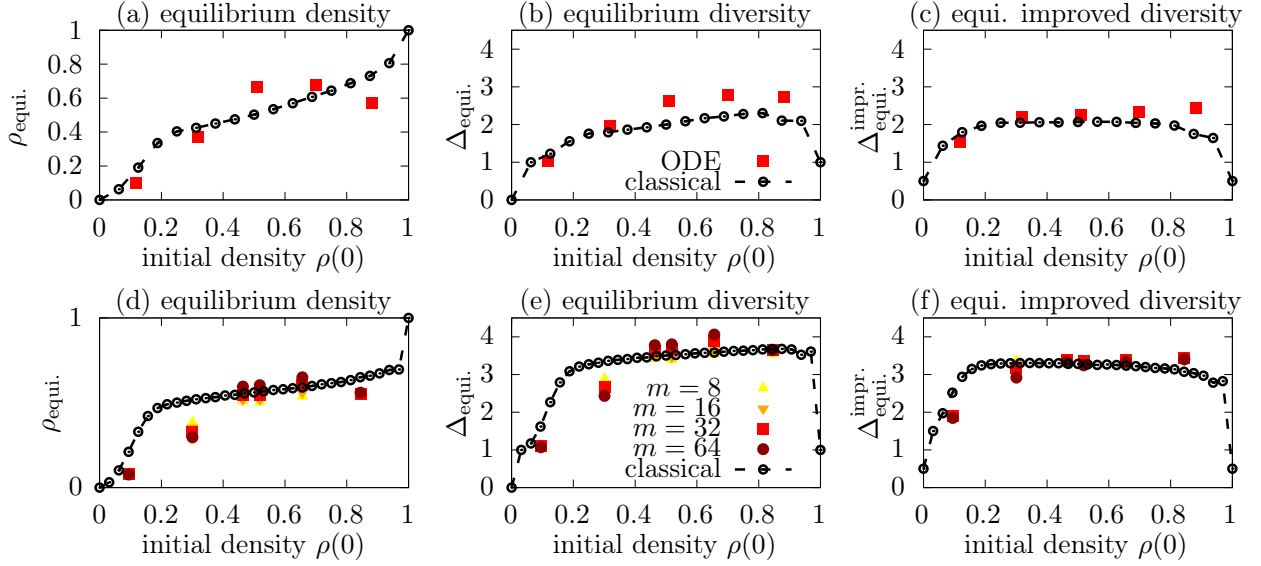 (a) equilibrium density
ρequi.
1
0.8
0.6
0.4
0.2
0
0 0.2 0.4 0.6 0.8 1
initial density ρ(0)
(b) equilibrium diversity
Δequi.
4
3
2
1
0
ODE
classical
0 0.2 0.4 0.6 0.8 1
initial density ρ(0)
(c) equi. improved diversity
Δequi.^impr.
4
3
2
1
0
0 0.2 0.4 0.6 0.8 1
initial density ρ(0)
(d) equilibrium density
ρequi.
1
0
0 0.2 0.4 0.6 0.8 1
initial density ρ(0)
(e) equilibrium diversity
Δequi.
4
3
2
1
0
m = 8
m = 16
m = 32
m = 64
classical
0 0.2 0.4 0.6 0.8 1
initial density ρ(0)
(f) equi. improved diversity
Δequi.^impr.
4
3
2
1
0
0 0.2 0.4 0.6 0.8 1
initial density ρ(0)